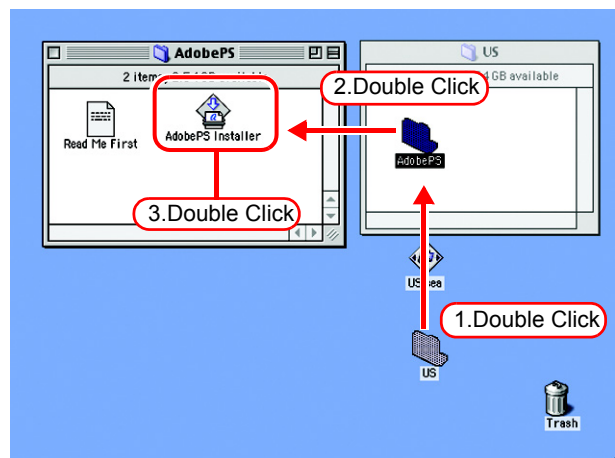 AdobePS
US
2 item
GB available
2.Double Click
Read Me First
AdobePS Installer
AdobePS
3.Double Click
US
1.Double Click
US
Trash